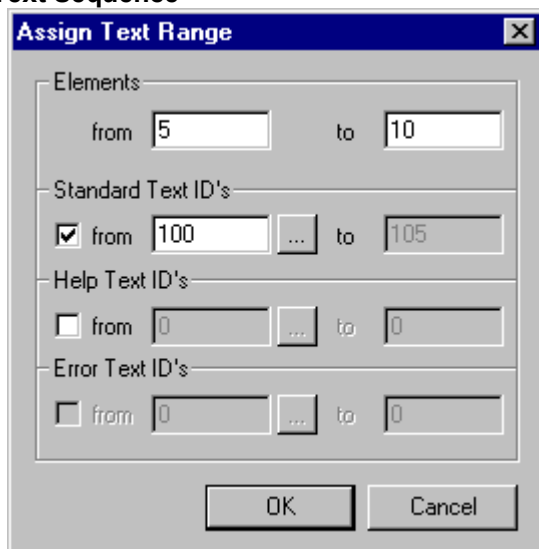 Text Sequence
Assign Text Range
Elements
from 5 to 10
Standard Text ID's
from 100 ... to 105
Help Text ID's
from 0 ... to 0
Error Text ID's
from 0 ... to 0
OK Cancel